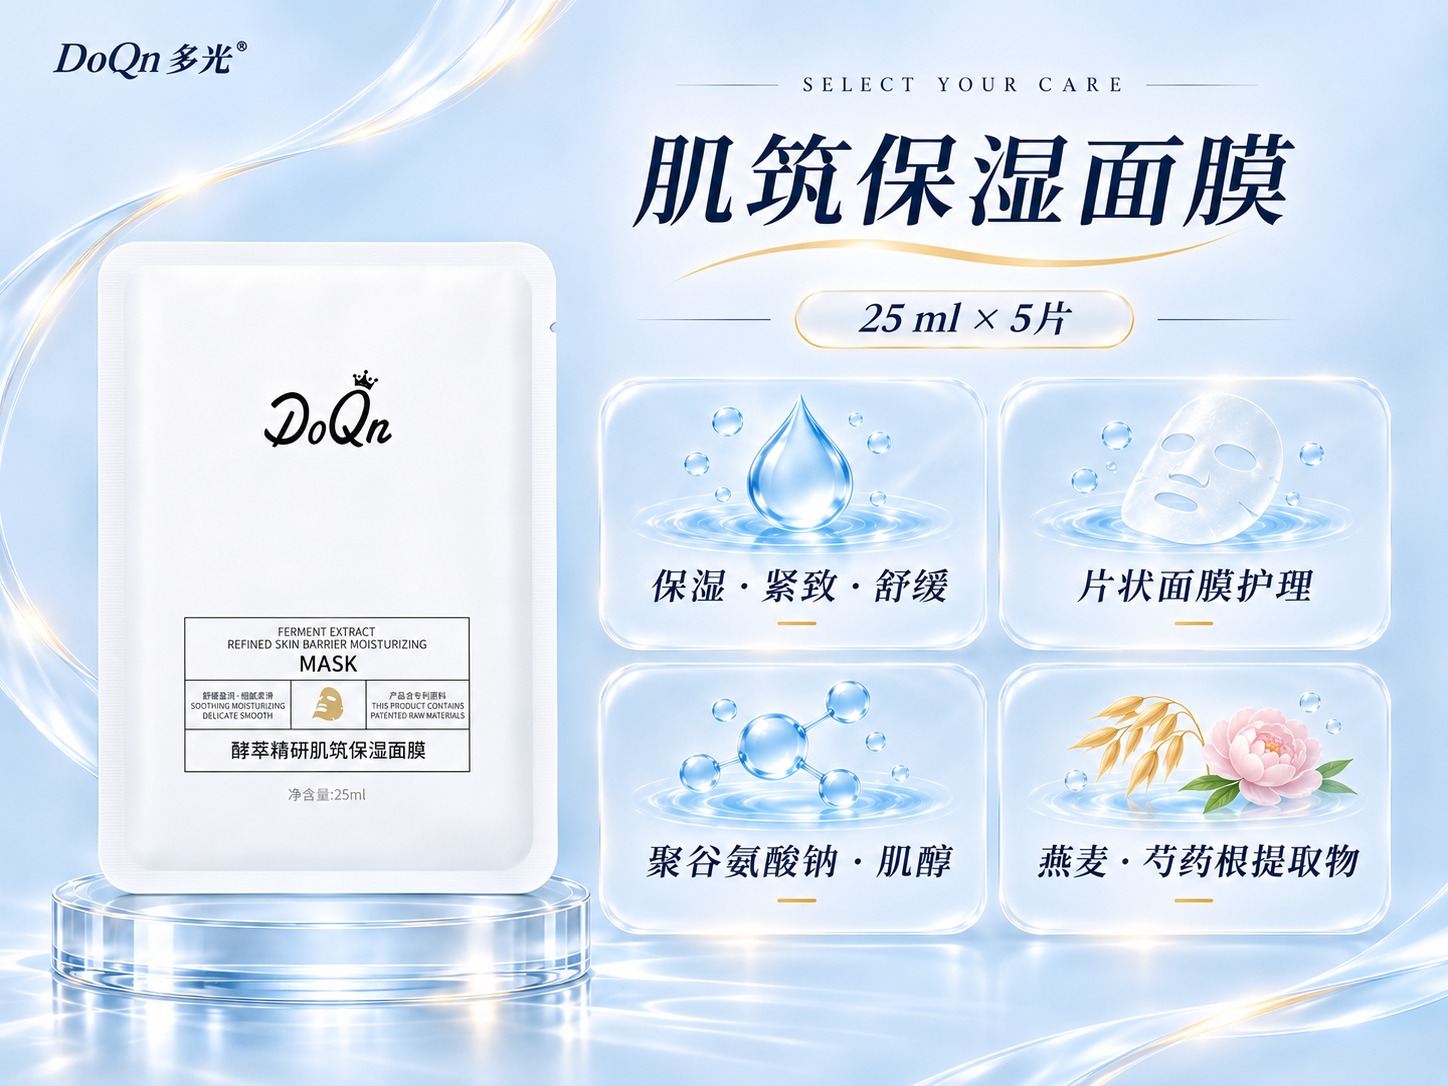 DoQn 多光®
SELECT YOUR CARE
肌筑保湿面膜
25 ml × 5片
保湿 · 紧致 · 舒缓
片状面膜护理
聚谷氨酸钠 · 肌醇
燕麦 · 芍药根提取物
DoQn
FERMENT EXTRACT
REFINED SKIN BARRIER MOISTURIZING
MASK
舒缓盈润 · 细腻柔滑
SOOTHING MOISTURIZING
DELICATE SMOOTH
产品含专利原料
THIS PRODUCT CONTAINS
PATENTED RAW MATERIALS
酵萃精研肌筑保湿面膜
净含量:25ml